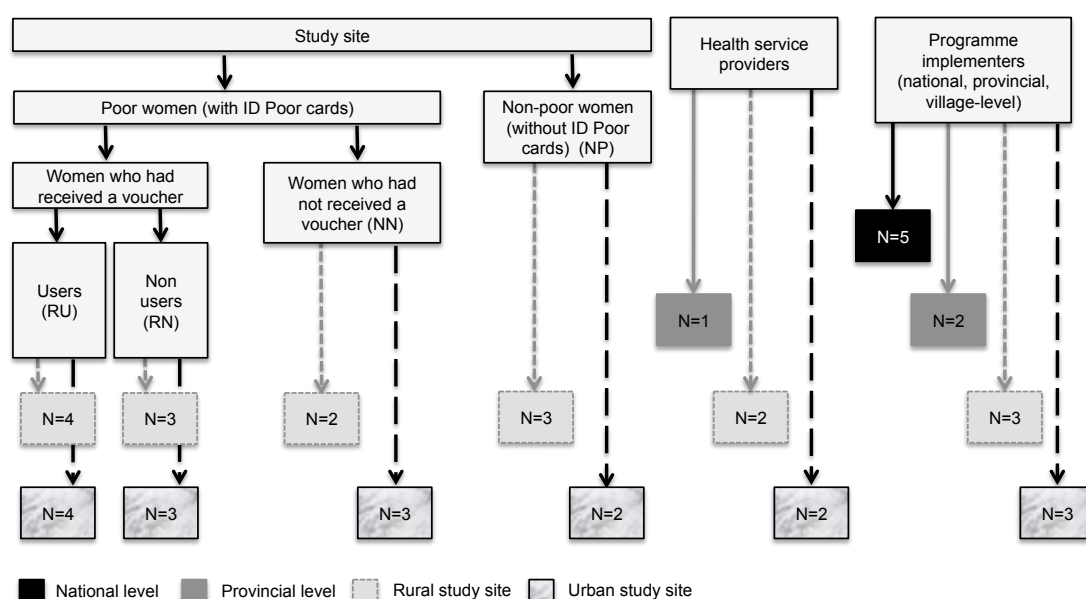 Study site
Health service
providers
Programme
implementers
(national, provincial,
village-level)
Poor women (with ID Poor cards)
Non-poor women
(without ID Poor
cards)  (NP)
Women who had
received a voucher
Women who had
not received a
voucher (NN)
Users
(RU)
Non
users
(RN)
N=5
N=1
N=2
N=4
N=3
N=2
N=3
N=2
N=3
N=4
N=3
N=3
N=2
N=2
N=3
National level
Provincial level
Rural study site
Urban study site